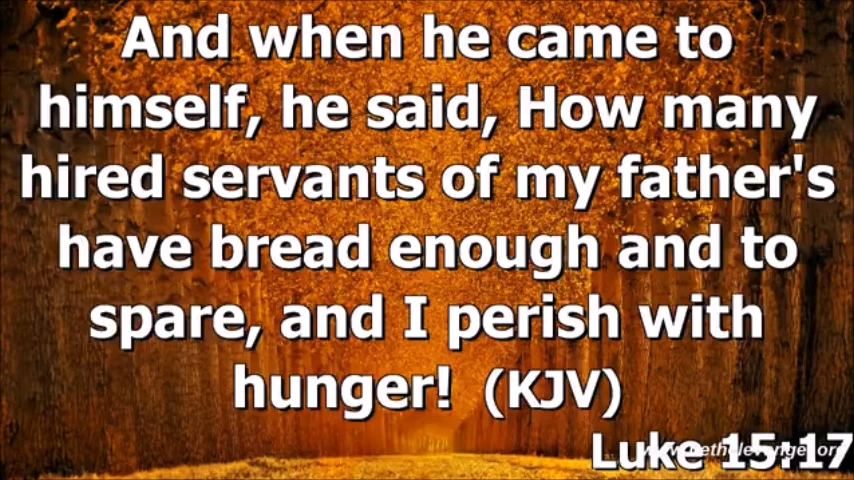 And when he came to
himself, he said, How many
hired servants of my father's
have bread enough and to
spare, and I perish with
hunger! (KJV)
Luke 15:17